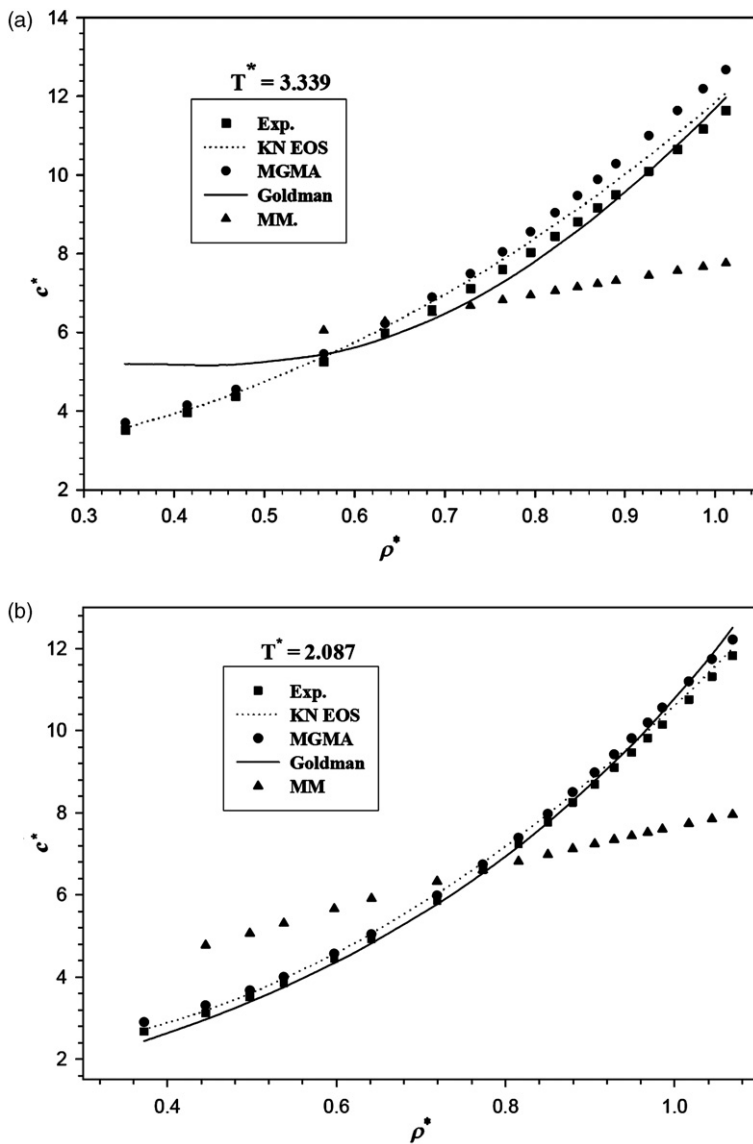 (a)
14
12
10
8
6
4
2
c*
T* = 3.339
Exp.
KN EOS
MGMA
Goldman
MM.
0.3 0.4 0.5 0.6 0.7 0.8 0.9 1.0
ρ*
(b)
12
10
8
6
4
2
c*
T* = 2.087
Exp.
KN EOS
MGMA
Goldman
MM
0.4 0.6 0.8 1.0
ρ*